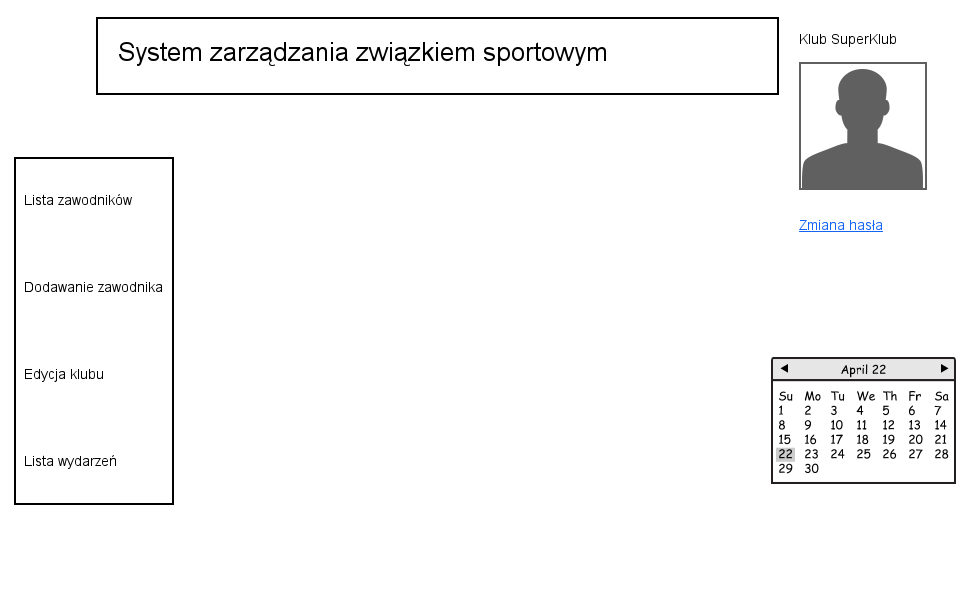 System zarządzania związkiem sportowym
Klub SuperKlub
Zmiana hasła
Lista zawodników
Dodawanie zawodnika
Edycja klubu
Lista wydarzeń
April 22
Su Mo Tu We Th Fr Sa
1 2 3 4 5 6 7
8 9 10 11 12 13 14
15 16 17 18 19 20 21
22 23 24 25 26 27 28
29 30